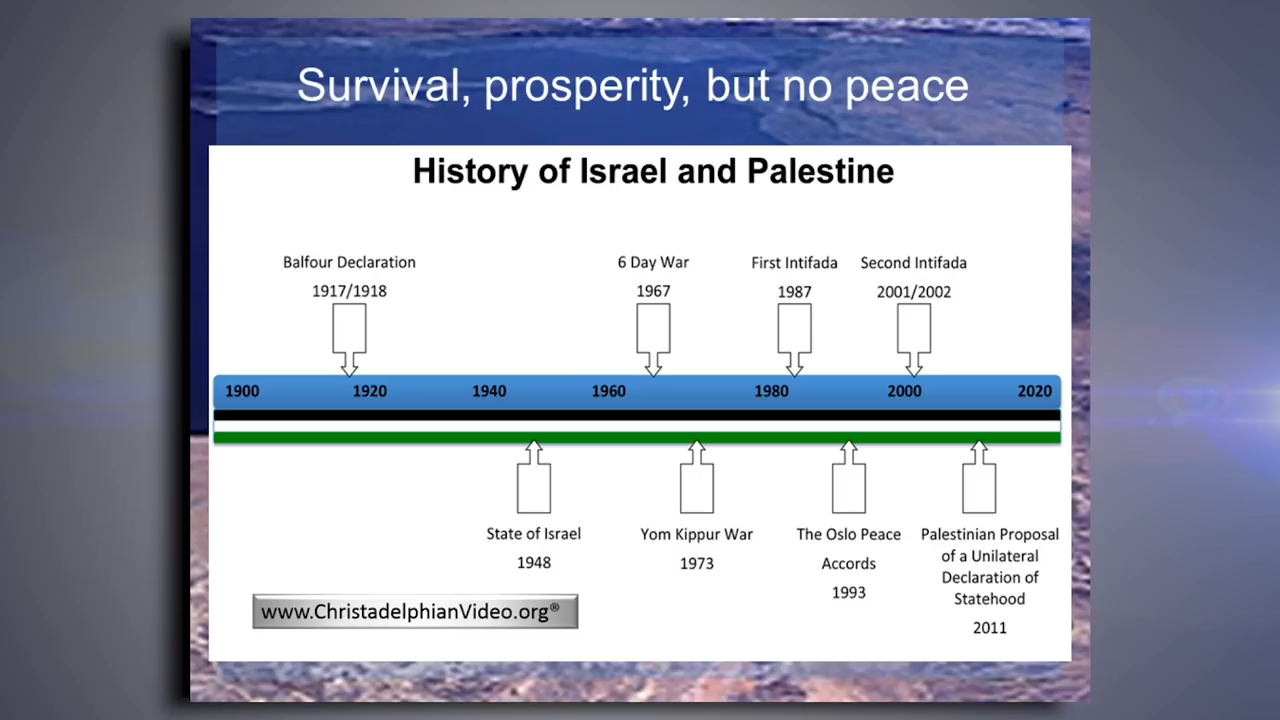 Survival, prosperity, but no peace
History of Israel and Palestine
Balfour Declaration
1917/1918
6 Day War
1967
First Intifada
1987
Second Intifada
2001/2002
1900 1920 1940 1960 1980 2000 2020
State of Israel
1948
Yom Kippur War
1973
The Oslo Peace
Accords
1993
Palestinian Proposal
of a Unilateral
Declaration of
Statehood
2011
www.ChristadelphianVideo.org®